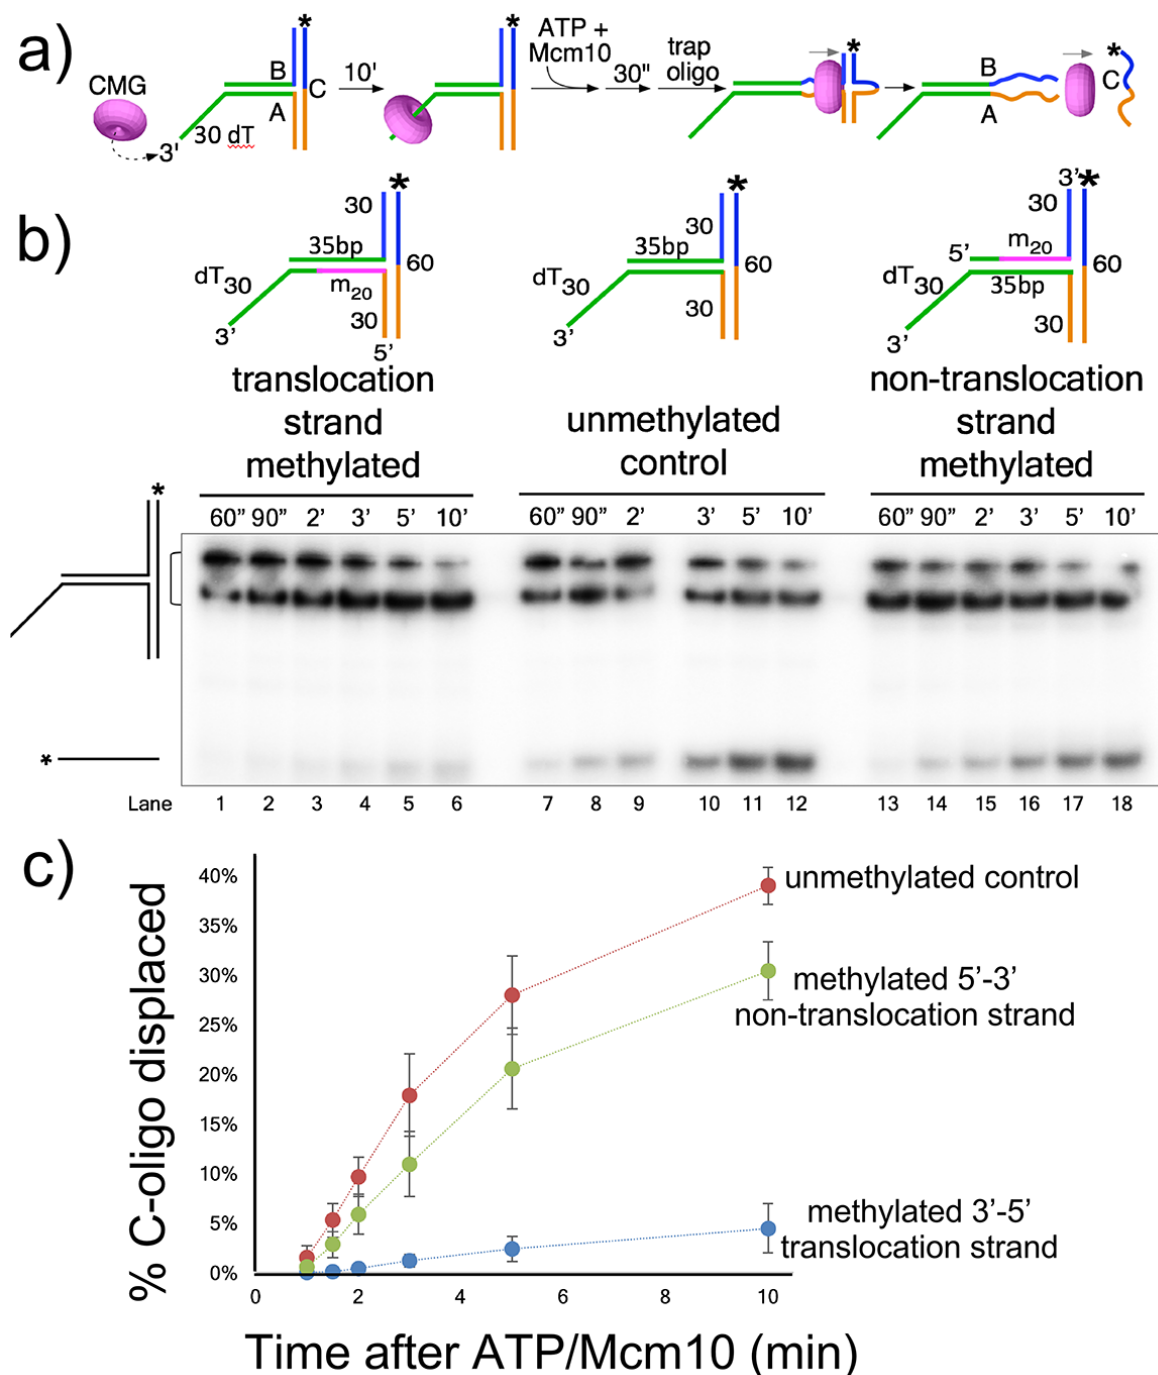 a)
CMG
3'
30 dT
B
A
*
C
10'
*
ATP +
Mcm10
30"
trap
oligo
*
B
A
*
C
b)
30
*
35bp
60
dT30
m20
30
3’
5’
translocation
strand
methylated
30
*
35bp
60
dT30
30
3’
unmethylated
control
3’*
30
5’
m20
60
dT30
35bp
30
3’
non-translocation
strand
methylated
60” 90” 2’ 3’ 5’ 10’
60” 90” 2’ 3’ 5’ 10’
60” 90” 2’ 3’ 5’ 10’
*
*
Lane 1 2 3 4 5 6 7 8 9 10 11 12 13 14 15 16 17 18
c)
% C-oligo displaced
40%
35%
30%
25%
20%
15%
10%
5%
0%
unmethylated control
methylated 5’-3’
non-translocation strand
methylated 3’-5’
translocation strand
0 2 4 6 8 10
Time after ATP/Mcm10 (min)